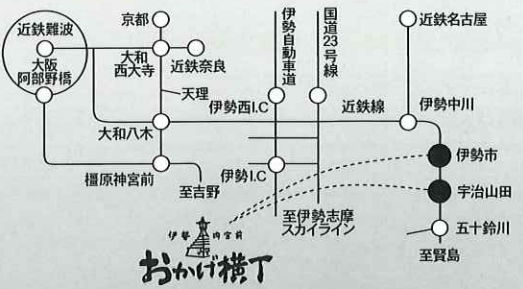 京都
近鉄難波
大阪
阿部野橋
大和
西大寺
近鉄奈良
天理
大和八木
橿原神宮前
至吉野
伊勢自動車道
国道23号線
伊勢西I.C
伊勢I.C
至伊勢志摩
スカイライン
近鉄線
近鉄名古屋
伊勢中川
伊勢市
宇治山田
五十鈴川
至賢島
伊勢 内宮前
おかげ横丁